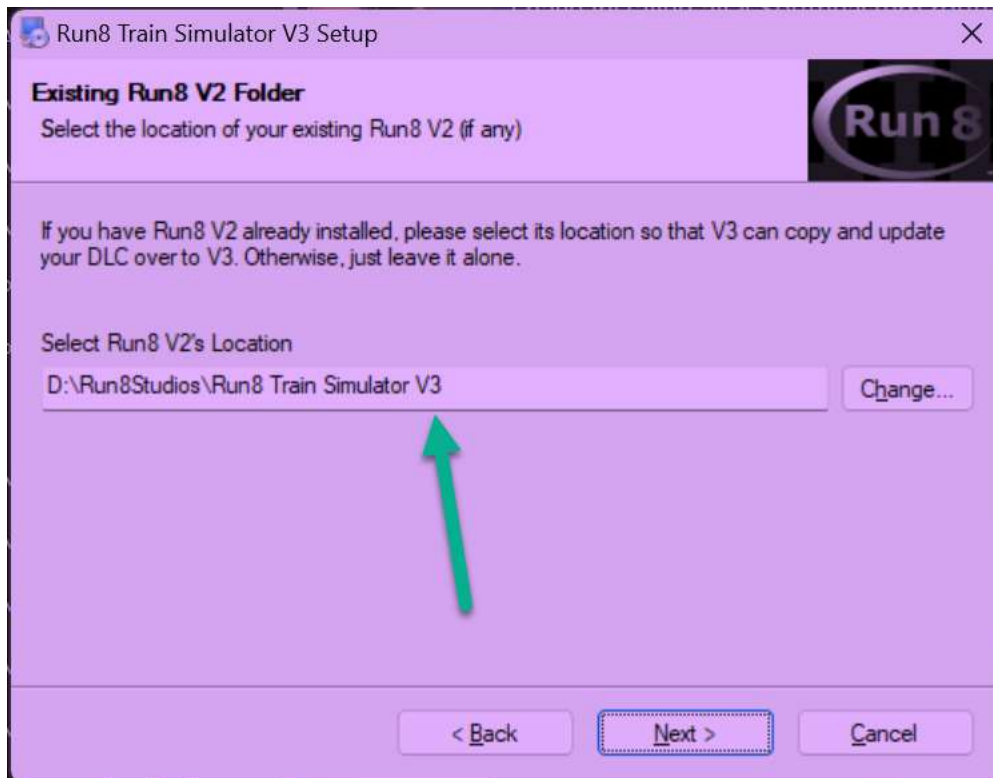 Run8 Train Simulator V3 Setup
Existing Run8 V2 Folder
Select the location of your existing Run8 V2 (if any)
Run 8
If you have Run8 V2 already installed, please select its location so that V3 can copy and update
your DLC over to V3. Otherwise, just leave it alone.
Select Run8 V2's Location
D:\Run8Studios\Run8 Train Simulator V3
Change...
< Back
Next >
Cancel